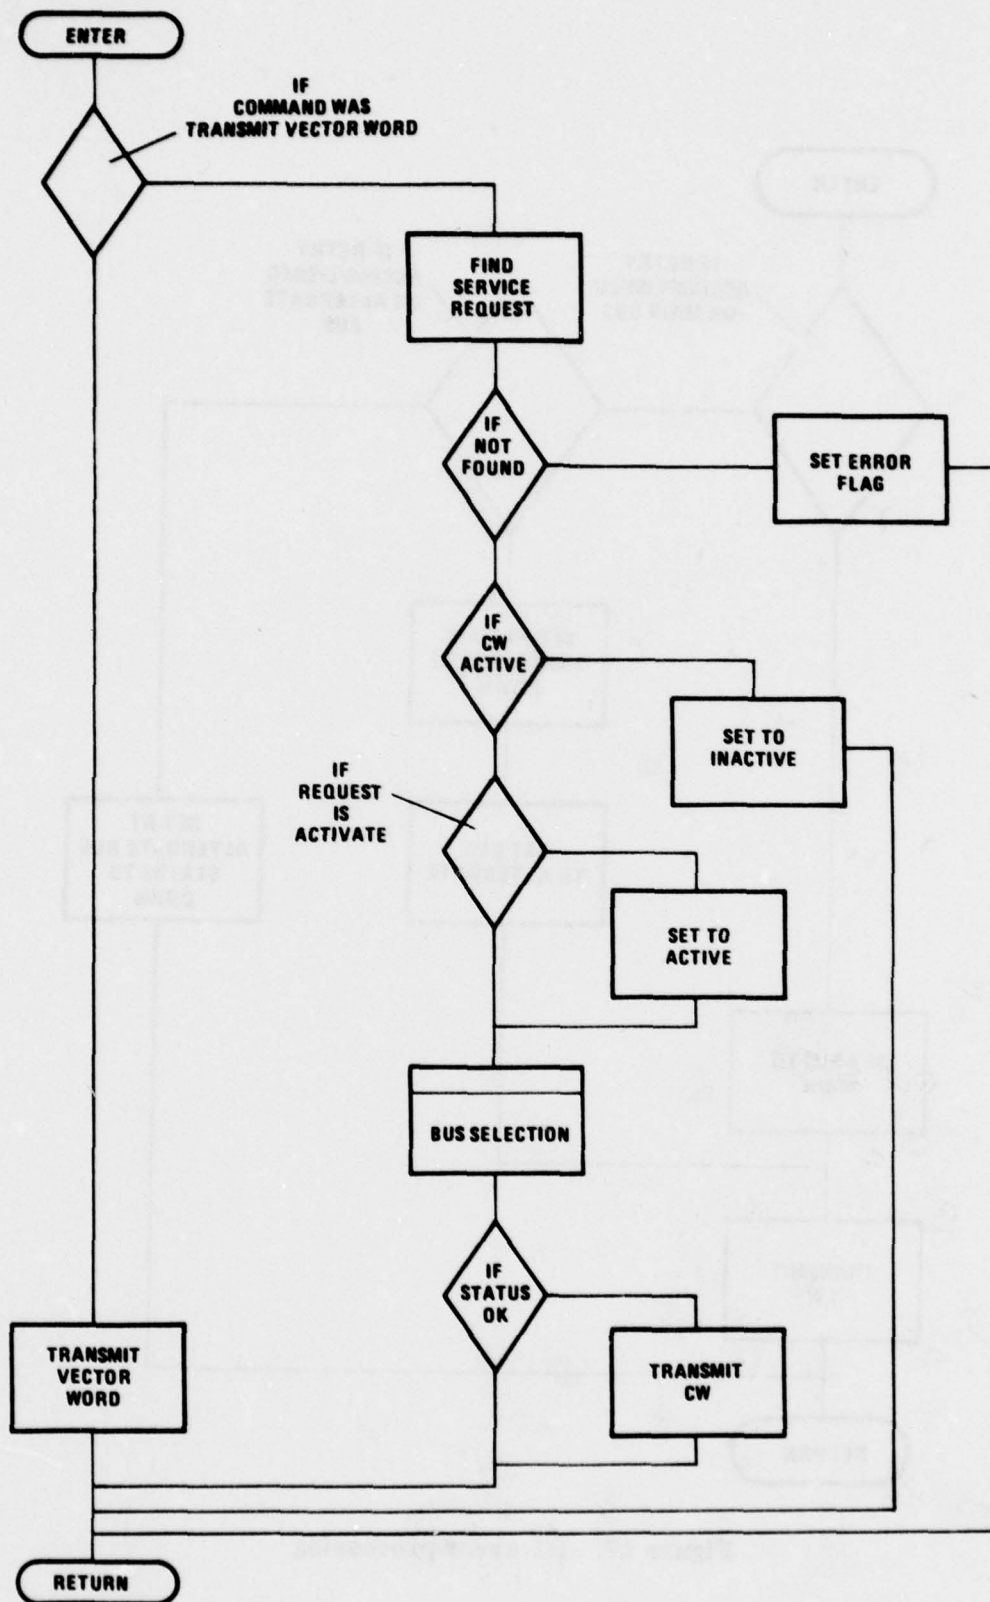 ENTER
IF
COMMAND WAS
TRANSMIT VECTOR WORD
FIND
SERVICE
REQUEST
IF
NOT
FOUND
SET ERROR
FLAG
IF
CW
ACTIVE
SET TO
INACTIVE
IF
REQUEST
IS
ACTIVATE
SET TO
ACTIVE
BUS SELECTION
IF
STATUS
OK
TRANSMIT
CW
TRANSMIT
VECTOR
WORD
RETURN